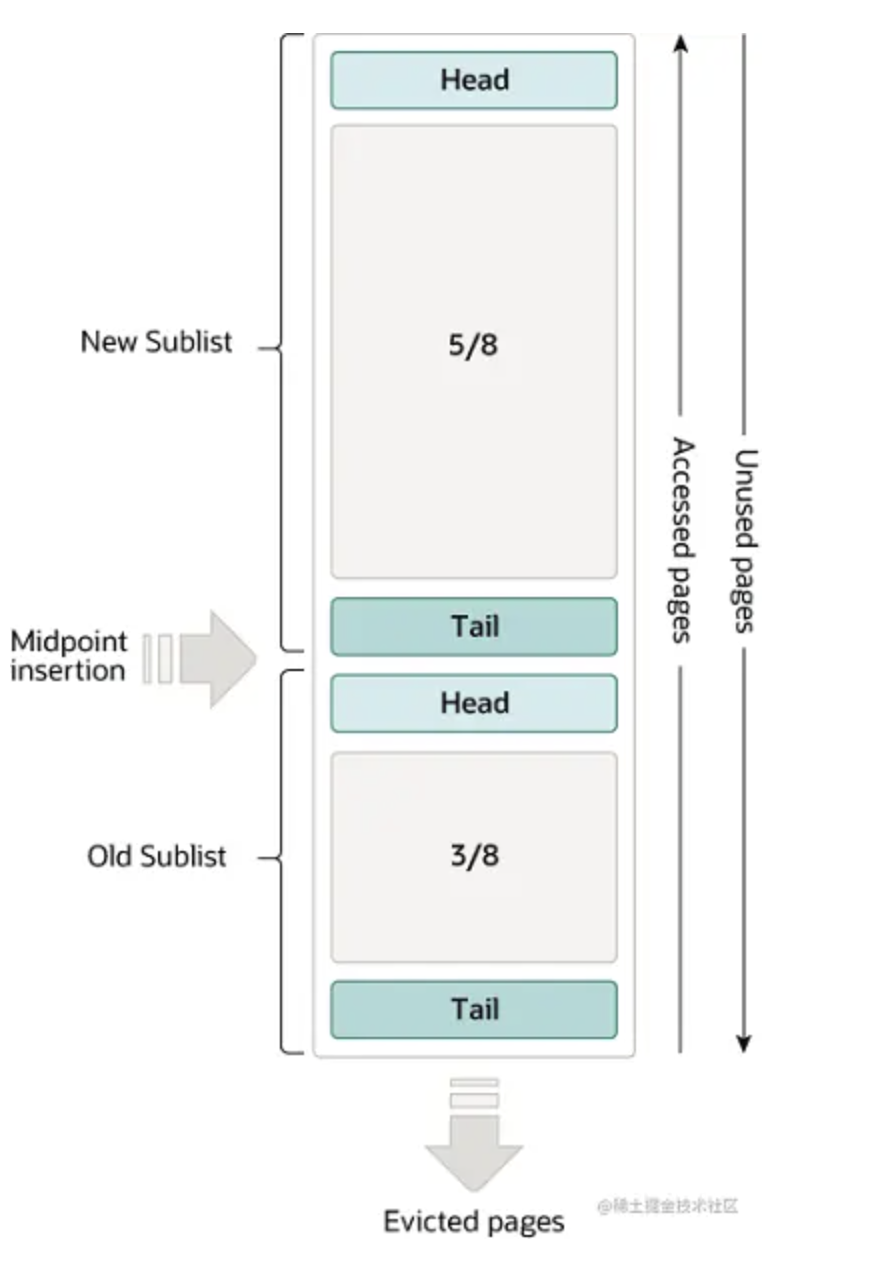 Head
5/8
New Sublist
Accessed pages
Unused pages
Tail
Midpoint
insertion
Head
Old Sublist
3/8
Tail
Evicted pages
@稀土掘金技术社区